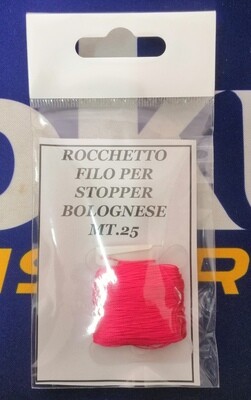 ROCCHETTO
FILO PER
STOPPER
BOLOGNESE
MT.25